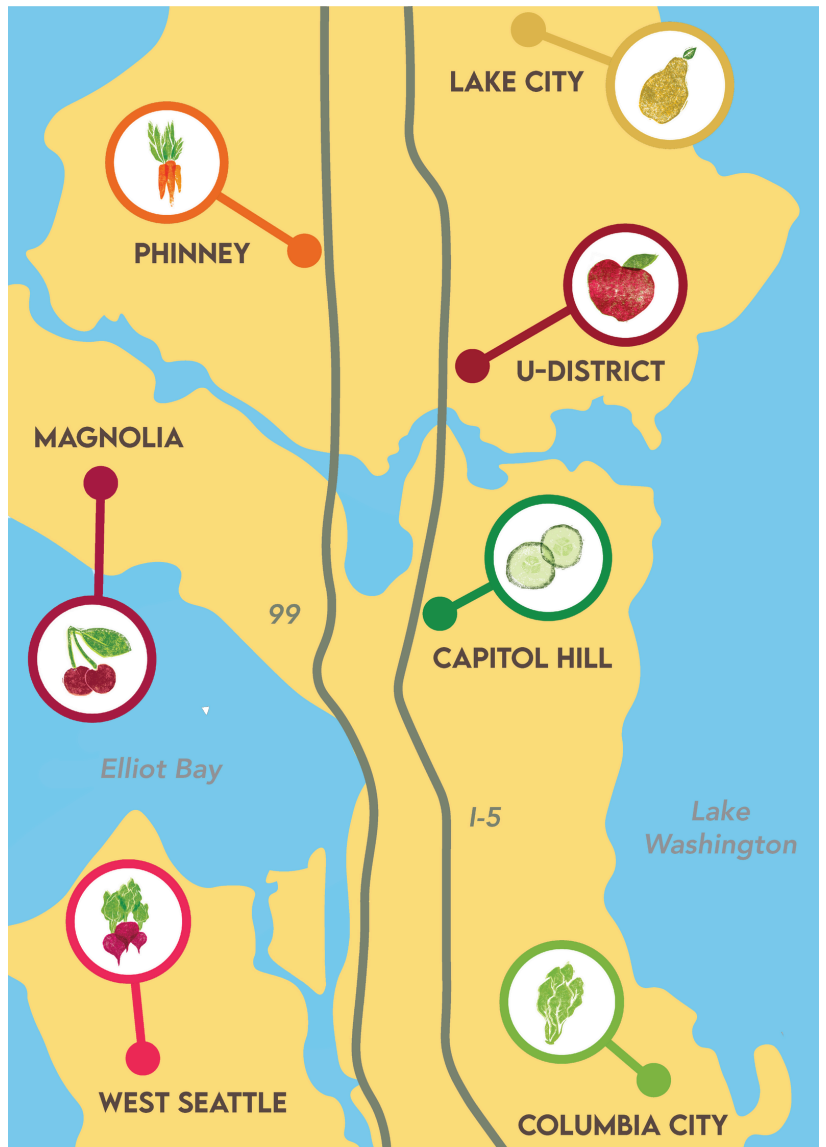 LAKE CITY
PHINNEY
U-DISTRICT
MAGNOLIA
99
CAPITOL HILL
Elliot Bay
I-5
Lake
Washington
WEST SEATTLE
COLUMBIA CITY